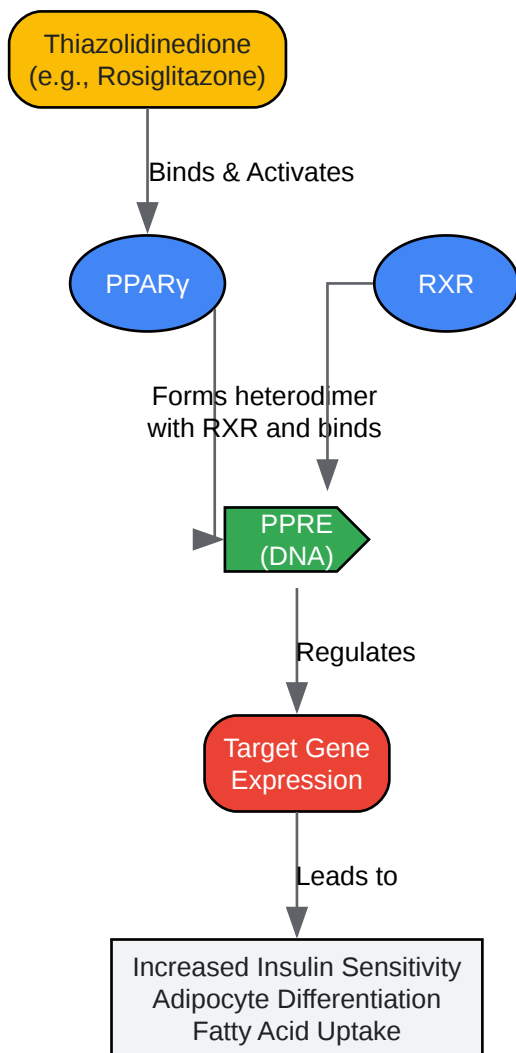 Thiazolidinedione
(e.g., Rosiglitazone)
Binds & Activates
PPARγ
RXR
Forms heterodimer
with RXR and binds
PPRE
(DNA)
Regulates
Target Gene
Expression
Leads to
Increased Insulin Sensitivity
Adipocyte Differentiation
Fatty Acid Uptake